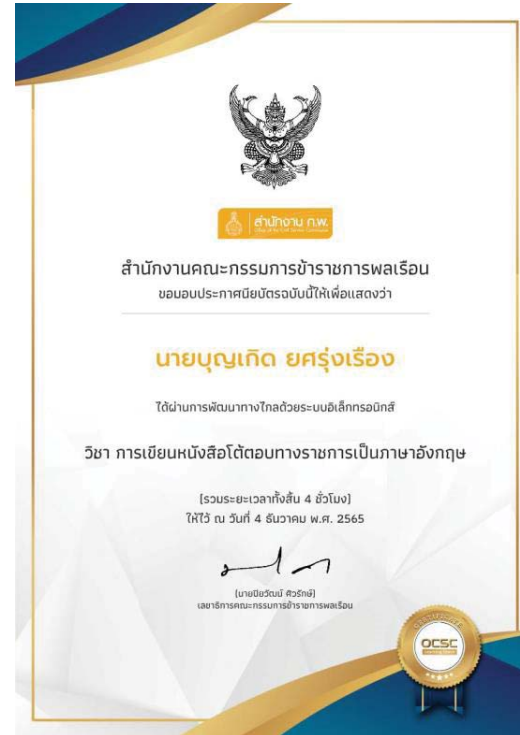 สำนักงาน ก.พ.
สำนักงานคณะกรรมการข้าราชการพลเรือน
ขอมอบประกาศนียบัตรฉบับนี้ให้เพื่อแสดงว่า
นายบุญเกิด ยศรุ่งเรือง
ได้ผ่านการพัฒนาทางไกลด้วยระบบอิเล็กทรอนิกส์
วิชา การเขียนหนังสือโต้ตอบทางราชการเป็นภาษาอังกฤษ
(รวมระยะเวลาทั้งสิ้น 4 ชั่วโมง)
ให้ไว้ ณ วันที่ 4 ธันวาคม พ.ศ. 2565
(นายปิยวัฒน์ ศิวรักษ์)
เลขาธิการคณะกรรมการข้าราชการพลเรือน
OCSC